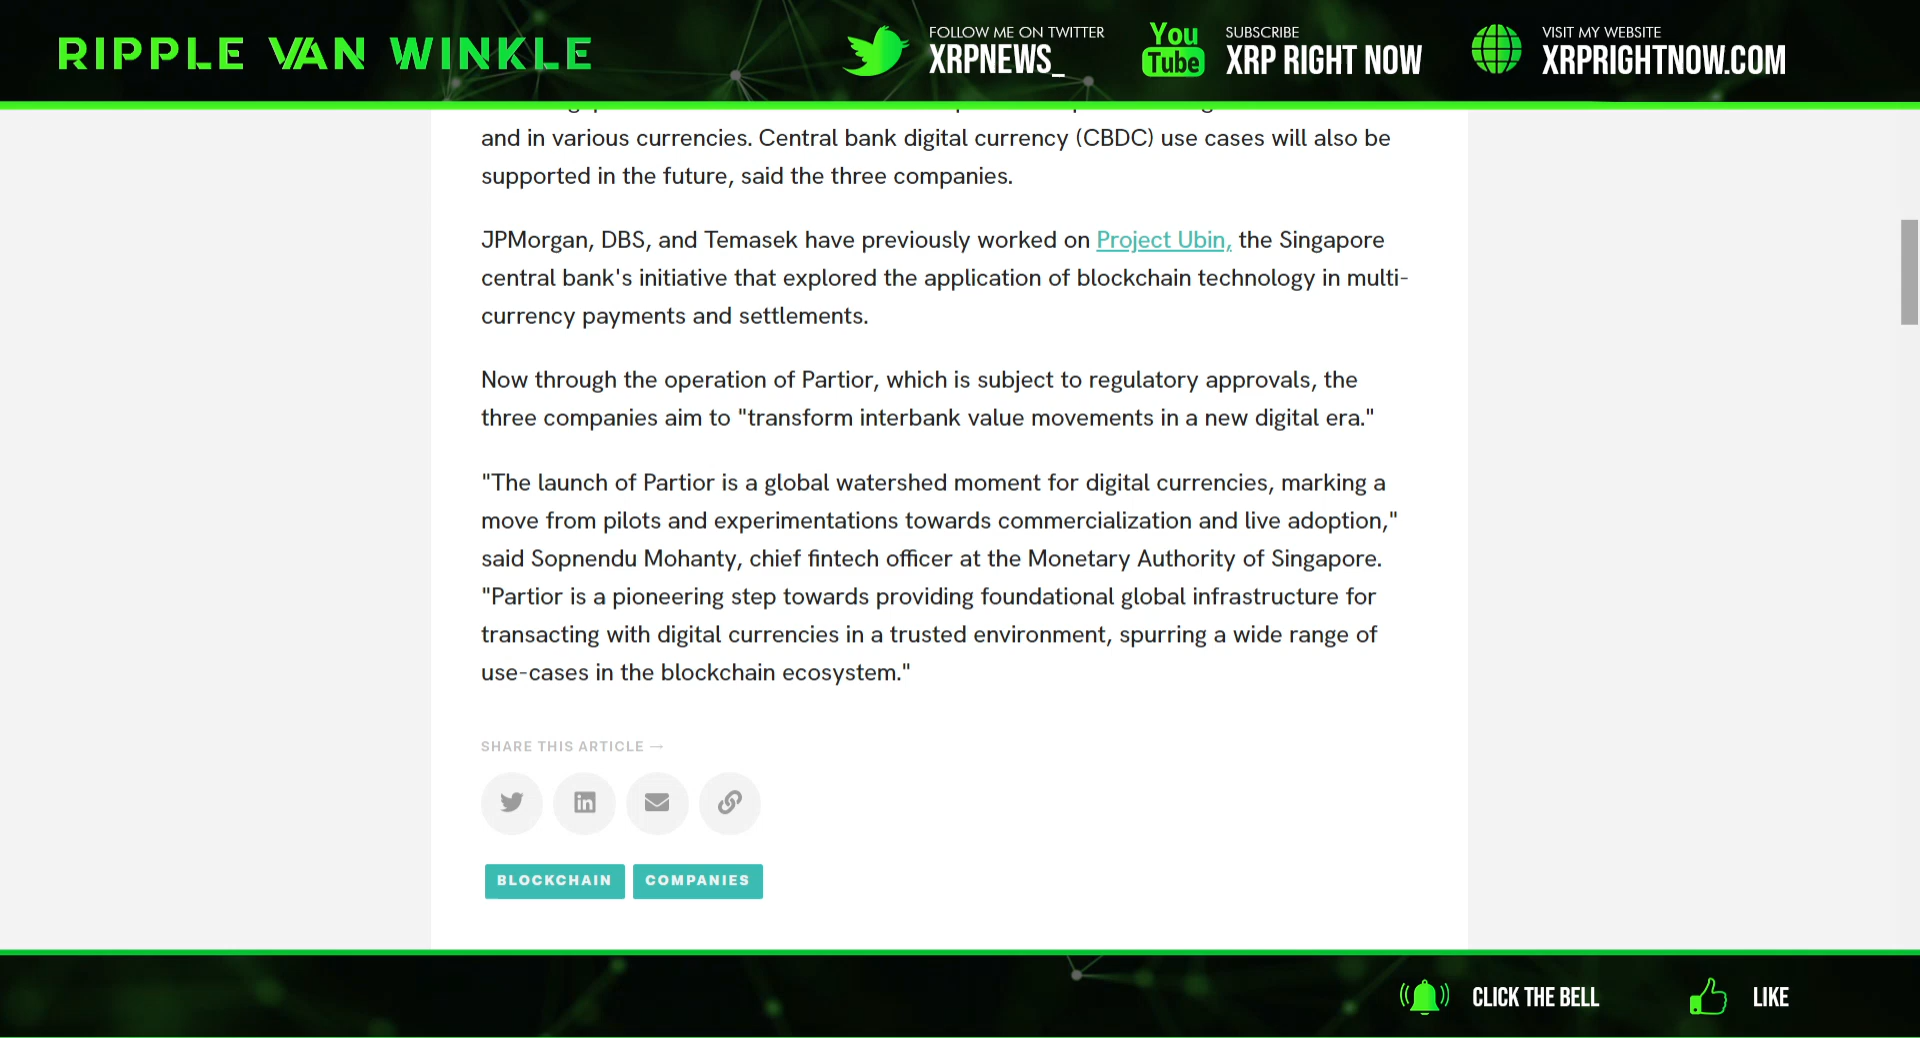 RIPPLE VAN WINKLE
FOLLOW ME ON TWITTER
XRPNEWS_
You
Tube
SUBSCRIBE
XRP RIGHT NOW
VISIT MY WEBSITE
XRPRIGHTNOW.COM
and in various currencies. Central bank digital currency (CBDC) use cases will also be
supported in the future, said the three companies.
JPMorgan, DBS, and Temasek have previously worked on Project Ubin, the Singapore
central bank's initiative that explored the application of blockchain technology in multi-
currency payments and settlements.
Now through the operation of Partior, which is subject to regulatory approvals, the
three companies aim to "transform interbank value movements in a new digital era."
"The launch of Partior is a global watershed moment for digital currencies, marking a
move from pilots and experimentations towards commercialization and live adoption,"
said Sopnendu Mohanty, chief fintech officer at the Monetary Authority of Singapore.
"Partior is a pioneering step towards providing foundational global infrastructure for
transacting with digital currencies in a trusted environment, spurring a wide range of
use-cases in the blockchain ecosystem."
SHARE THIS ARTICLE →
in
BLOCKCHAIN
COMPANIES
CLICK THE BELL
LIKE